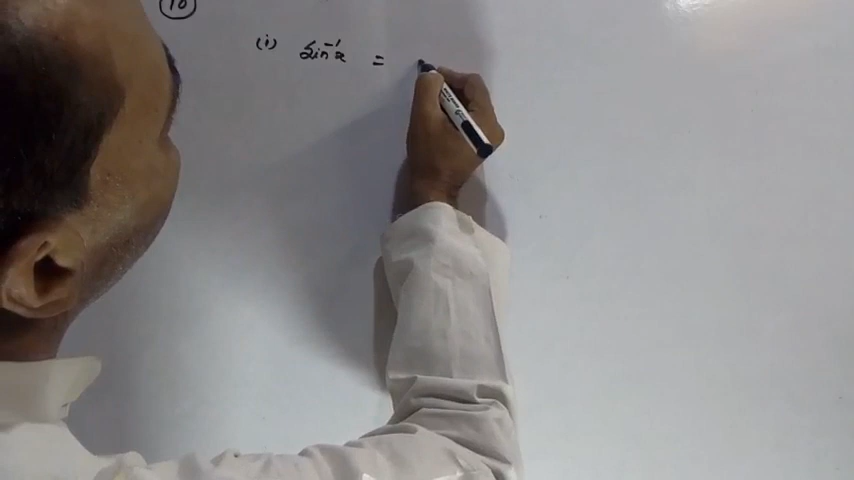 10
(i) sin⁻¹x =